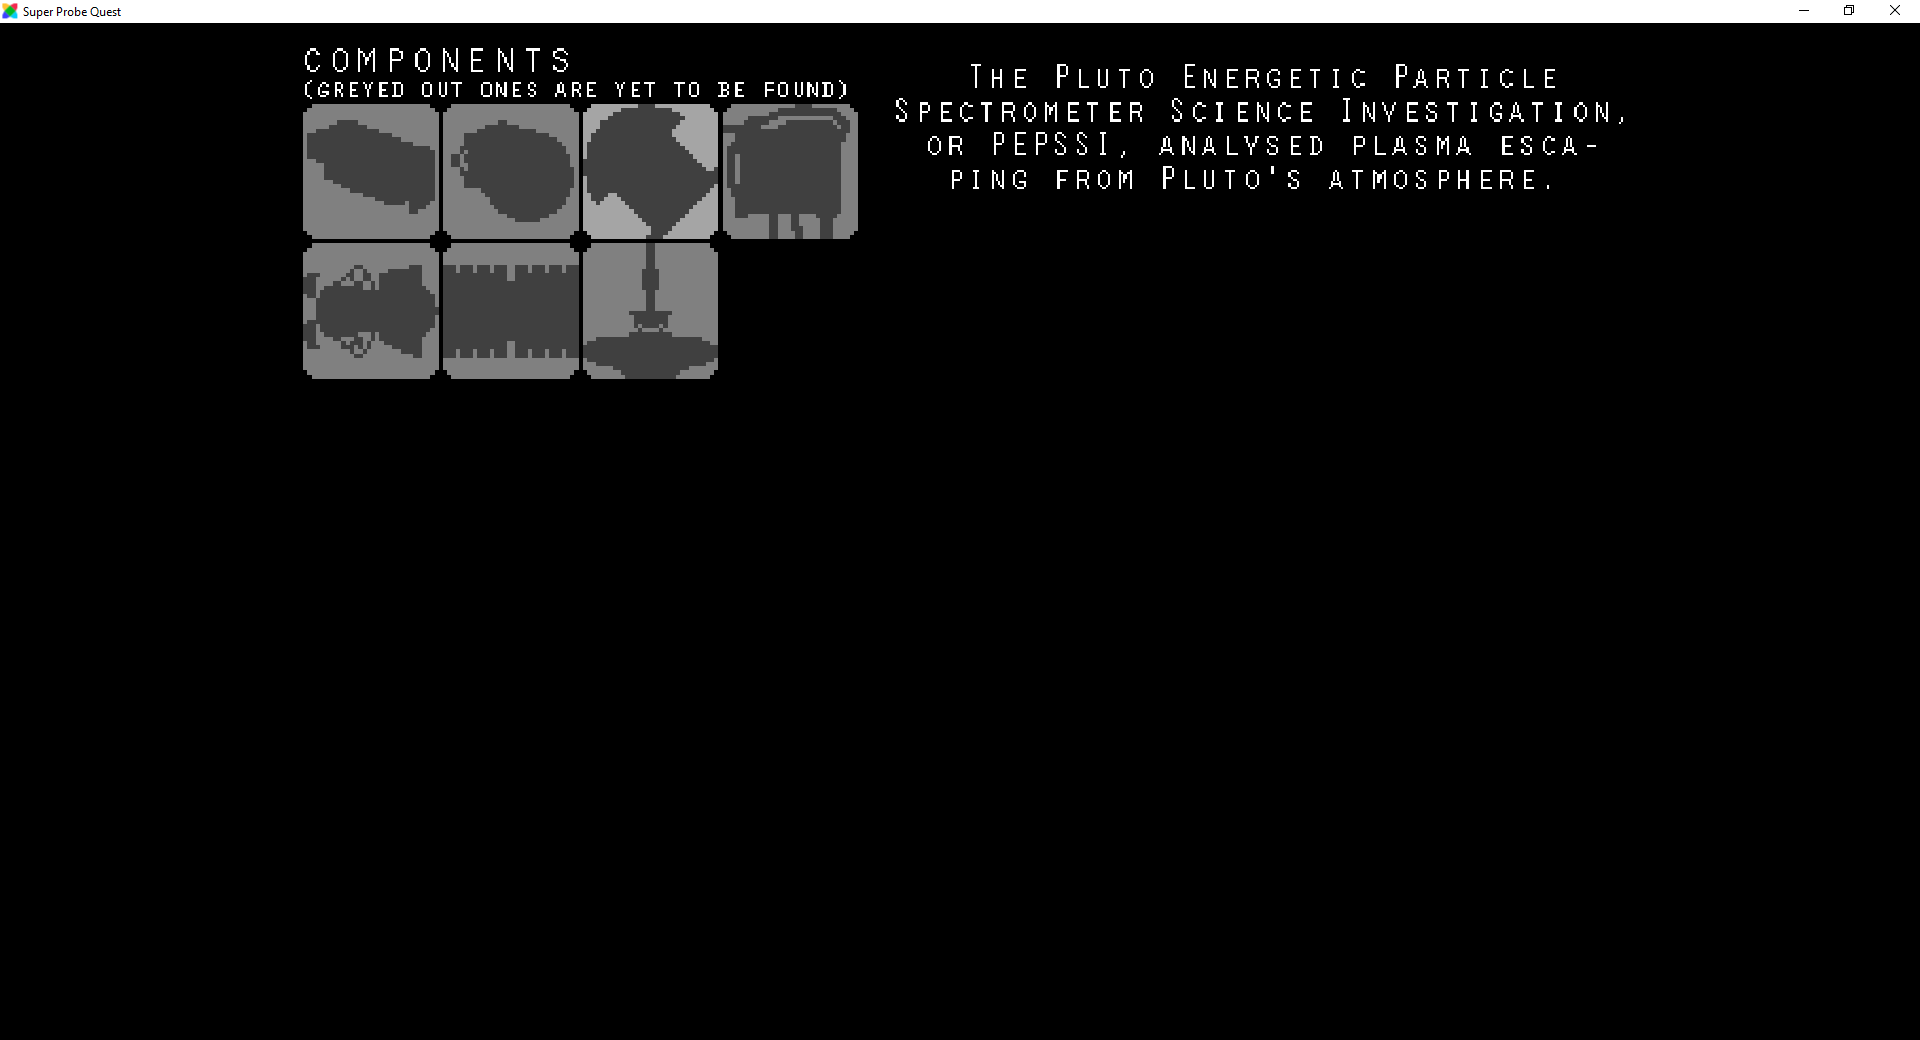 Super Probe Quest
COMPONENTS
(GREYED OUT ONES ARE YET TO BE FOUND)
The Pluto Energetic Particle
Spectrometer Science Investigation,
or PEPSSI, analysed plasma esca-
ping from Pluto's atmosphere.